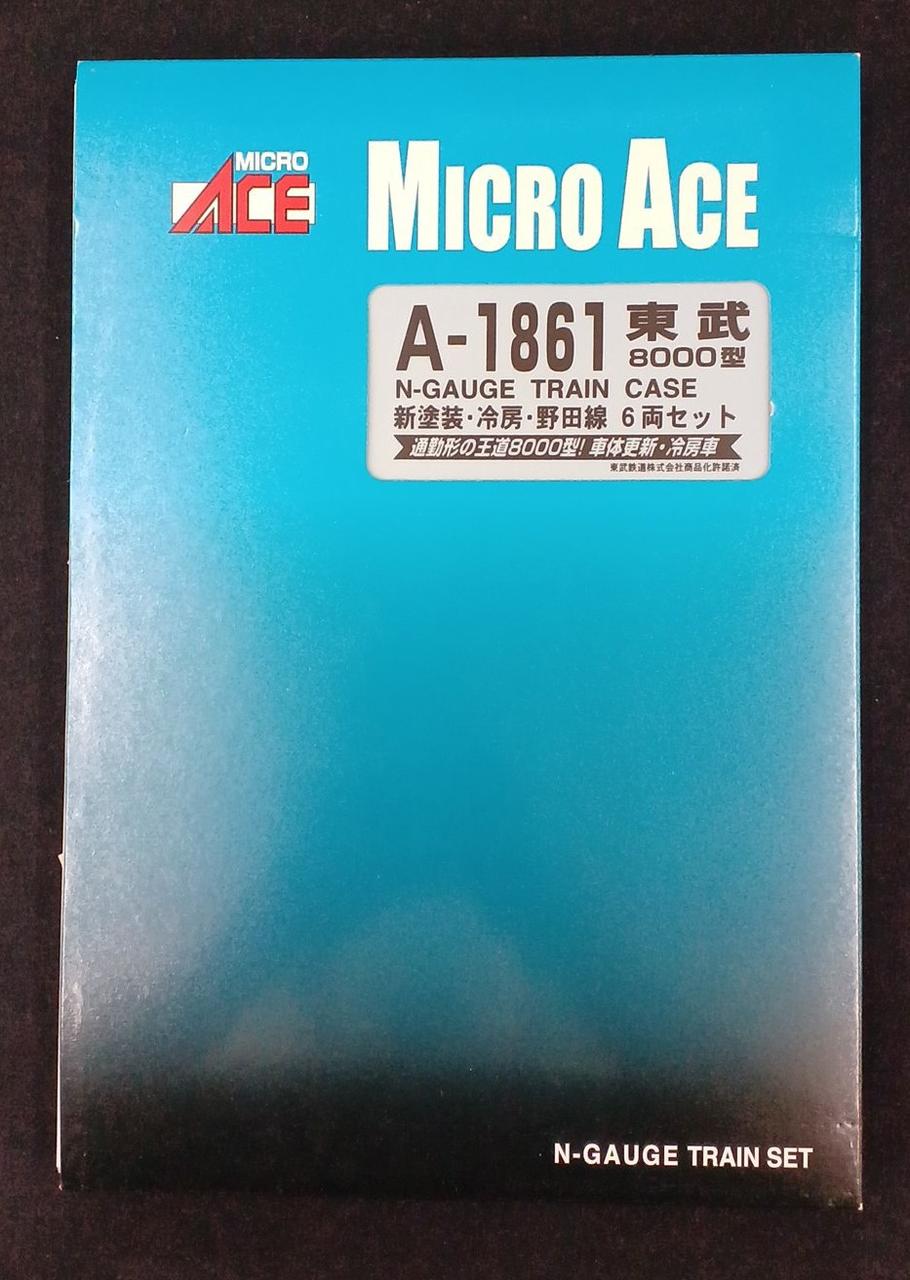 MICRO
ACE
MICRO ACE
A-1861 東武
8000型
N-GAUGE TRAIN CASE
新塗装・冷房・野田線 6両セット
通勤形の王道8000型! 車体更新・冷房車
東武鉄道株式会社商品化許諾済
N-GAUGE TRAIN SET